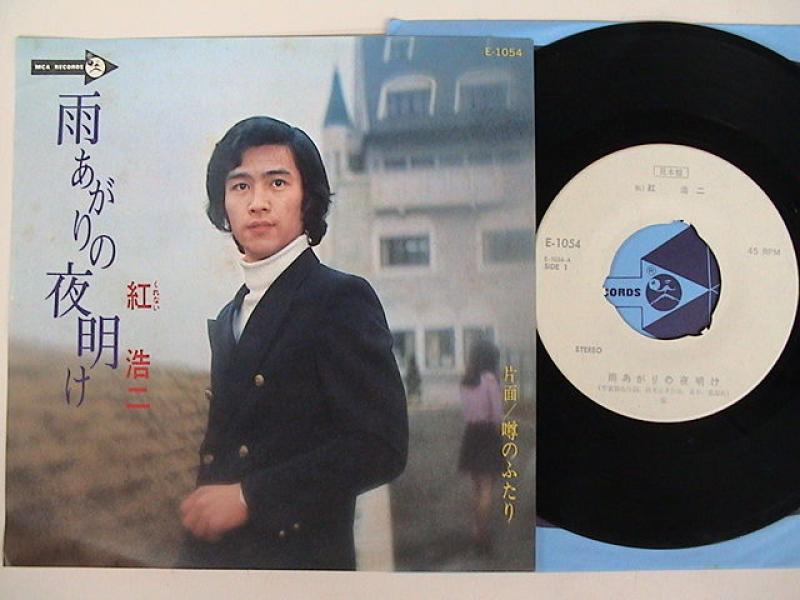 E-1054
MCA RECORDS
雨あがりの夜明け
紅 浩二
くれない
片面/噂のふたり
見本盤
紅 浩二
E-1054
E-1054-A
SIDE 1
45 RPM
CORDS
®
STEREO
雨あがりの夜明け